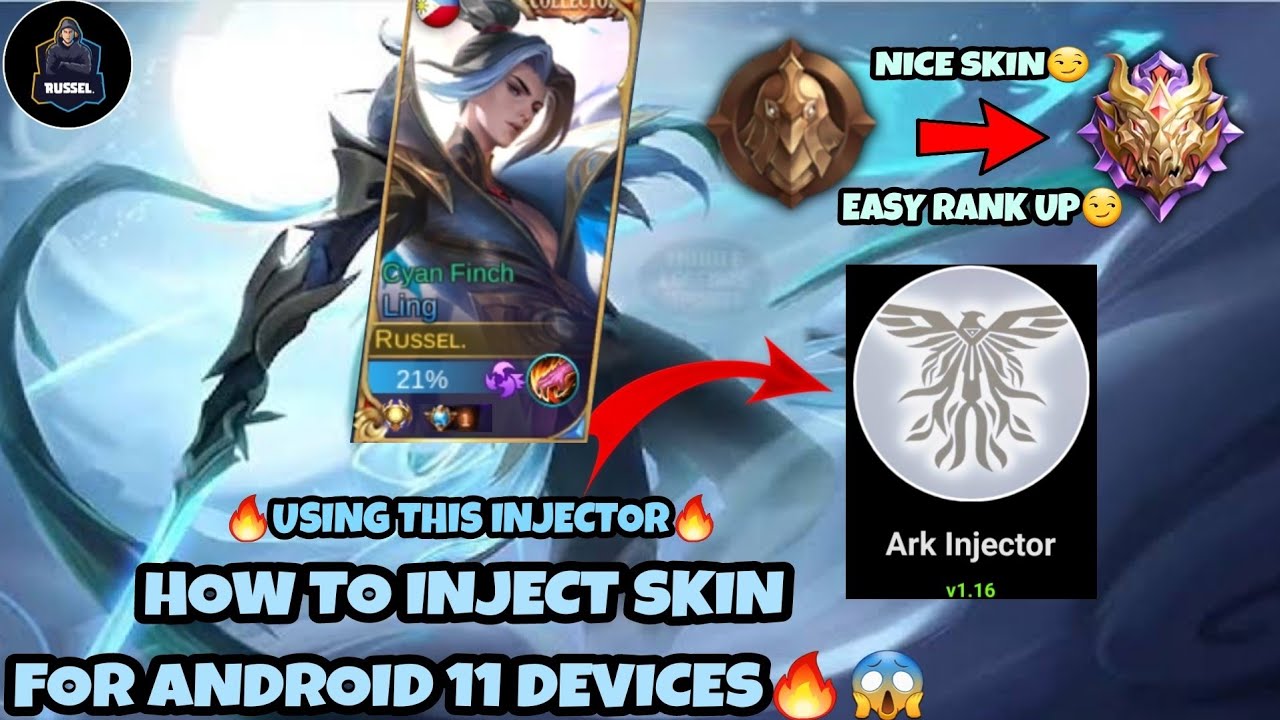 RUSSEL.
COLLECTOR
NICE SKIN😏
EASY RANK UP😏
Cyan Finch
Ling
RUSSEL.
21%
🔥USING THIS INJECTOR🔥
Ark Injector
v1.16
HOW TO INJECT SKIN
FOR ANDROID 11 DEVICES🔥😱